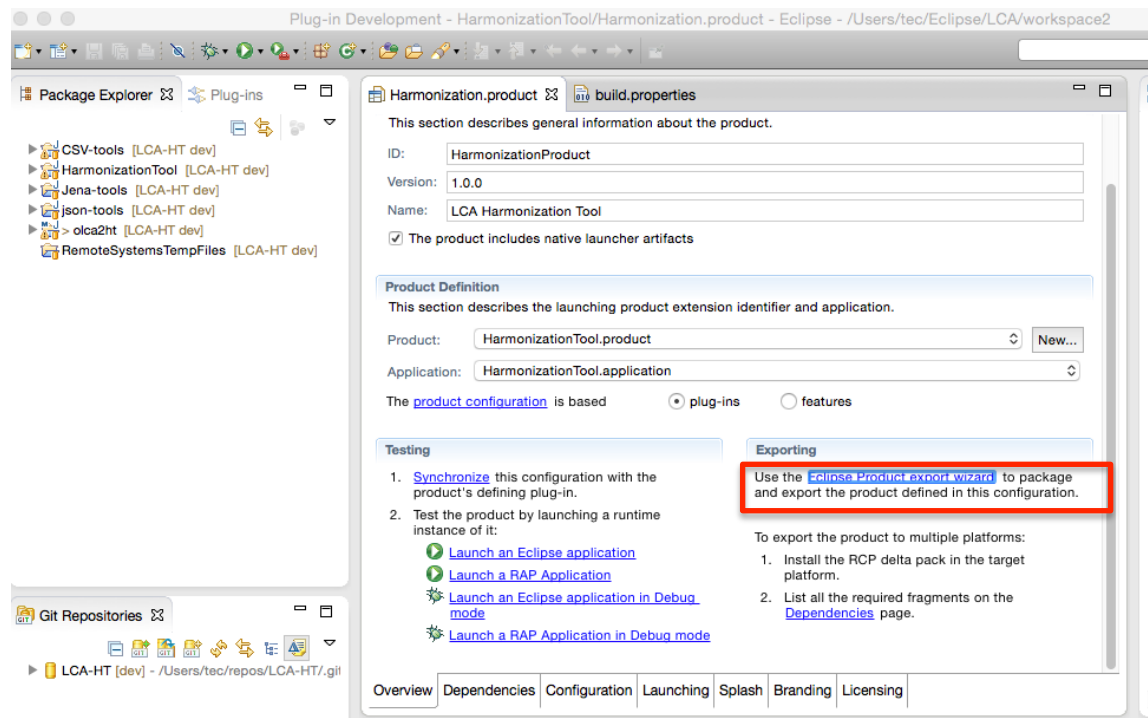 Plug-in Development - HarmonizationTool/Harmonization.product - Eclipse - /Users/tec/Eclipse/LCA/workspace2
Package Explorer
Plug-ins
CSV-tools [LCA-HT dev]
HarmonizationTool [LCA-HT dev]
Jena-tools [LCA-HT dev]
json-tools [LCA-HT dev]
> olca2ht [LCA-HT dev]
RemoteSystemsTempFiles [LCA-HT dev]
Git Repositories
LCA-HT [dev] - /Users/tec/repos/LCA-HT/.git
Harmonization.product
build.properties
This section describes general information about the product.
ID: HarmonizationProduct
Version: 1.0.0
Name: LCA Harmonization Tool
The product includes native launcher artifacts
Product Definition
This section describes the launching product extension identifier and application.
Product: HarmonizationTool.product New...
Application: HarmonizationTool.application
The product configuration is based plug-ins features
Testing
1. Synchronize this configuration with the
product's defining plug-in.
2. Test the product by launching a runtime
instance of it:
Launch an Eclipse application
Launch a RAP Application
Launch an Eclipse application in Debug
mode
Launch a RAP Application in Debug mode
Exporting
Use the Eclipse Product export wizard to package
and export the product defined in this configuration.
To export the product to multiple platforms:
1. Install the RCP delta pack in the target
platform.
2. List all the required fragments on the
Dependencies page.
Overview Dependencies Configuration Launching Splash Branding Licensing